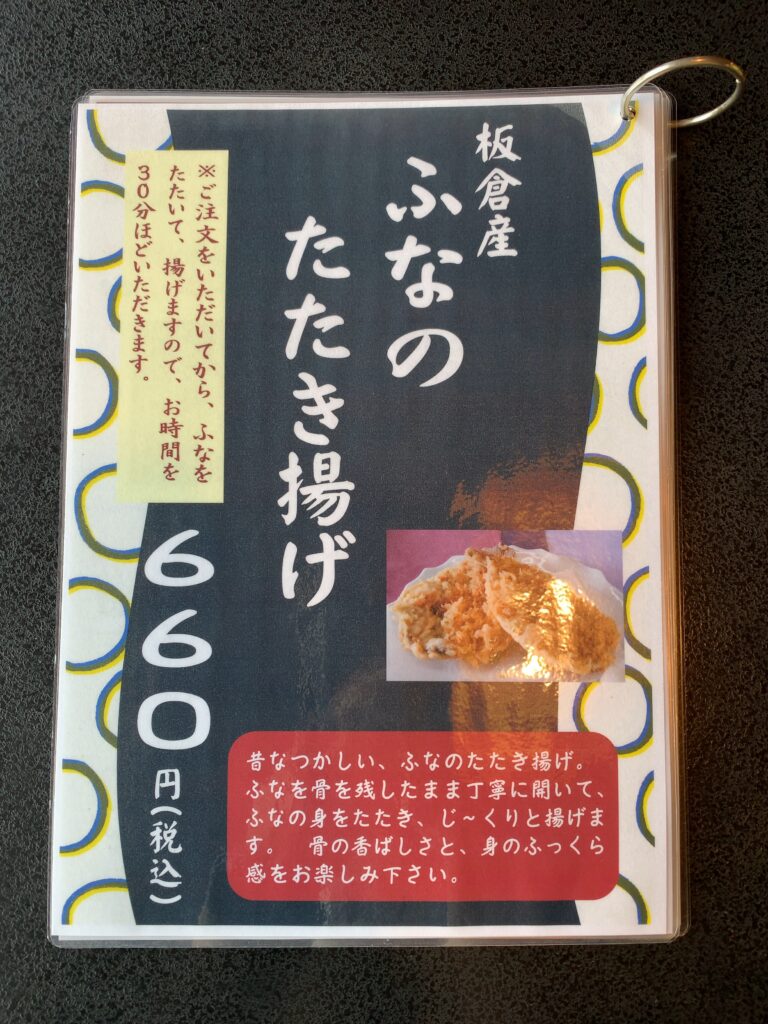 板倉産
ふなの
たたき揚げ
※ご注文をいただいてから、ふなを
たたいて、揚げますので、お時間を
30分ほどいただきます。
660円(税込)
昔なつかしい、ふなのたたき揚げ。
ふなを骨を残したまま丁寧に開いて、
ふなの身をたたき、じ~くりと揚げま
す。 骨の香ばしさと、身のふっくら
感をお楽しみ下さい。